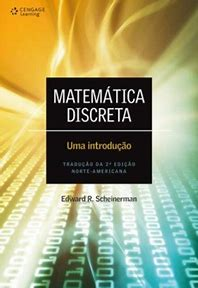 CENGAGE
Learning
MATEMÁTICA
DISCRETA
Uma introdução
TRADUÇÃO DA 2ª EDIÇÃO
NORTE-AMERICANA
Edward R. Scheinerman